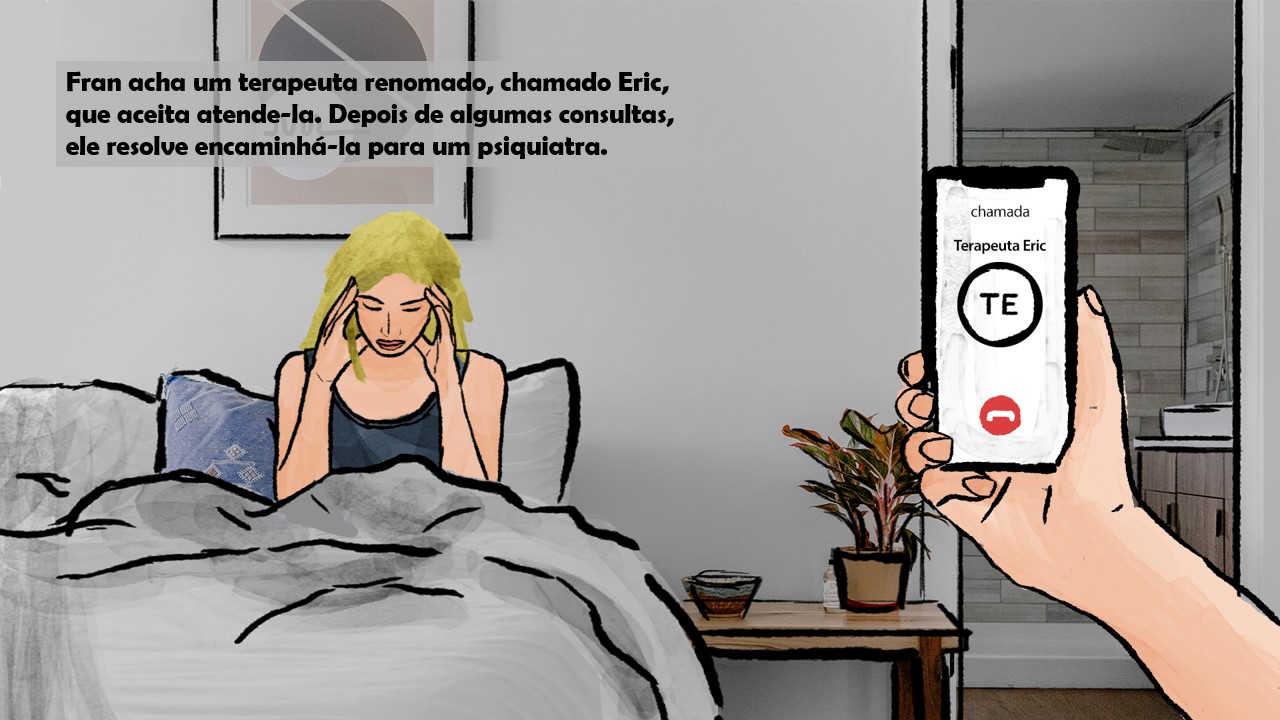 Fran acha um terapeuta renomado, chamado Eric,
que aceita atende-la. Depois de algumas consultas,
ele resolve encaminhá-la para um psiquiatra.
chamada
Terapeuta Eric
TE